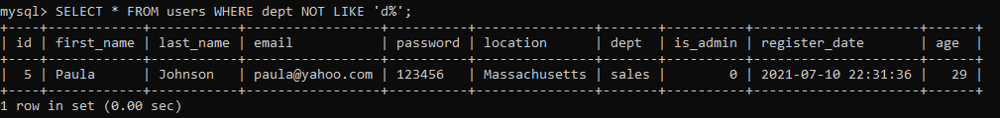 mysql> SELECT * FROM users WHERE dept NOT LIKE 'd%';
+----+------------+-----------+-----------------+----------+---------------+-------+----------+---------------------+------+
| id | first_name | last_name | email           | password | location      | dept  | is_admin | register_date       | age  |
+----+------------+-----------+-----------------+----------+---------------+-------+----------+---------------------+------+
|  5 | Paula      | Johnson   | paula@yahoo.com | 123456   | Massachusetts | sales |        0 | 2021-07-10 22:31:36 |   29 |
+----+------------+-----------+-----------------+----------+---------------+-------+----------+---------------------+------+
1 row in set (0.00 sec)